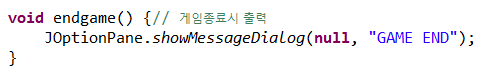 void endgame() {// 게임종료시 출력
    JOptionPane.showMessageDialog(null, "GAME END");
}